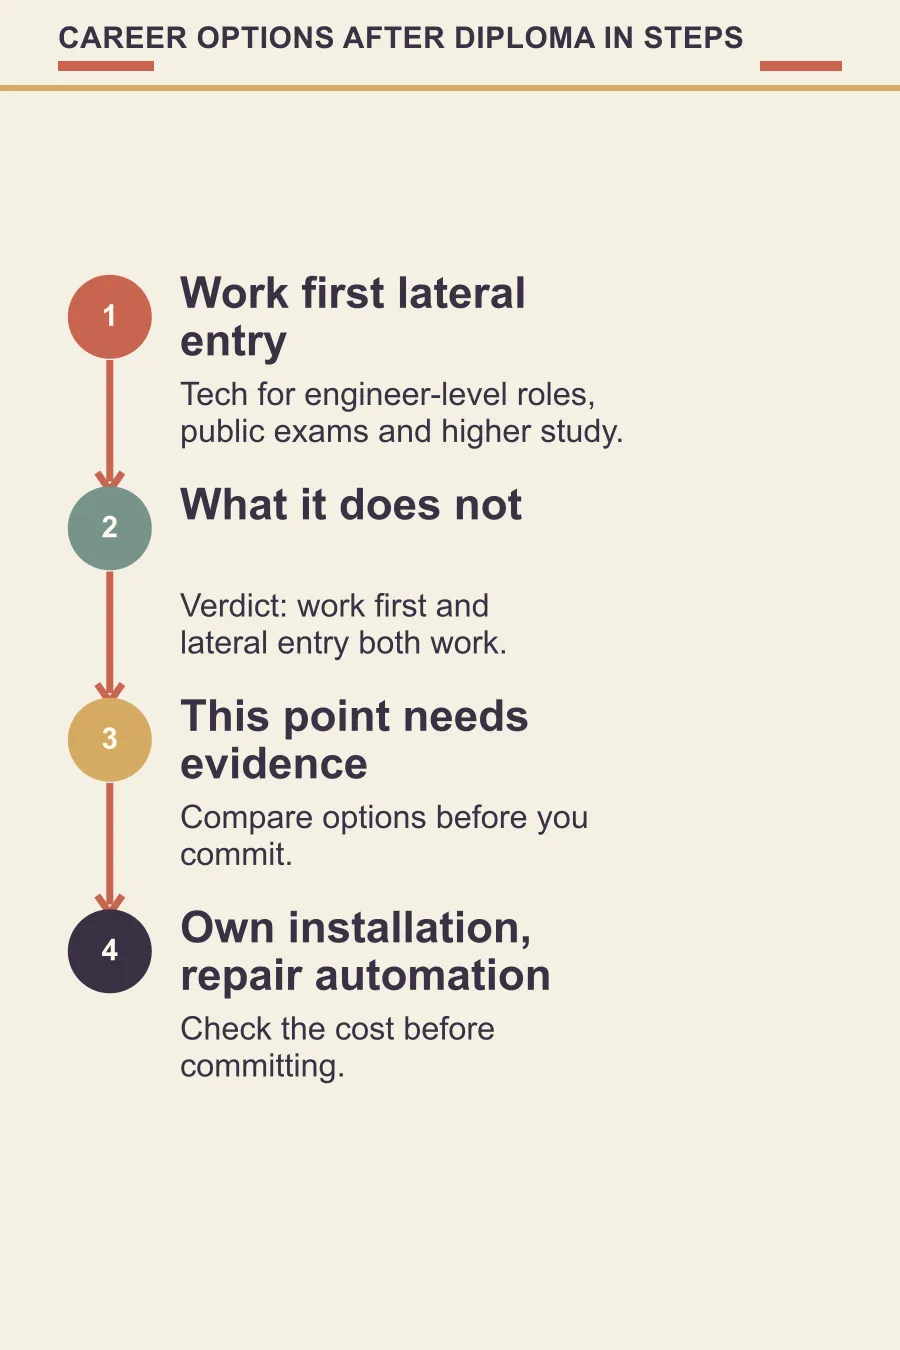 CAREER OPTIONS AFTER DIPLOMA IN STEPS
1
Work first lateral
entry
Tech for engineer-level roles,
public exams and higher study.
2
What it does not
Verdict: work first and
lateral entry both work.
3
This point needs
evidence
Compare options before you
commit.
4
Own installation,
repair automation
Check the cost before
committing.